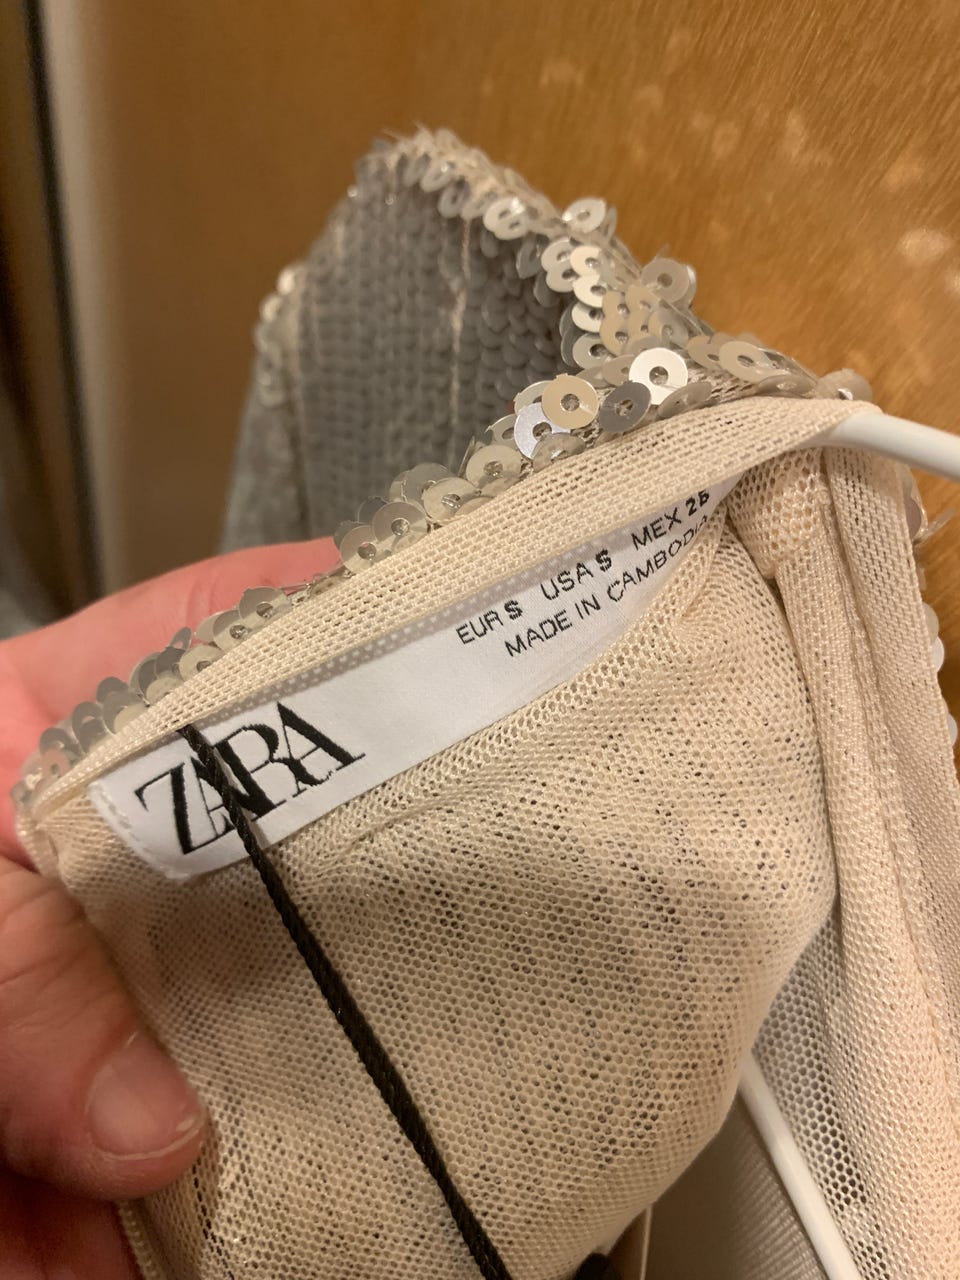 ZARA
EUR S USA S MEX 26
MADE IN CAMBODIA